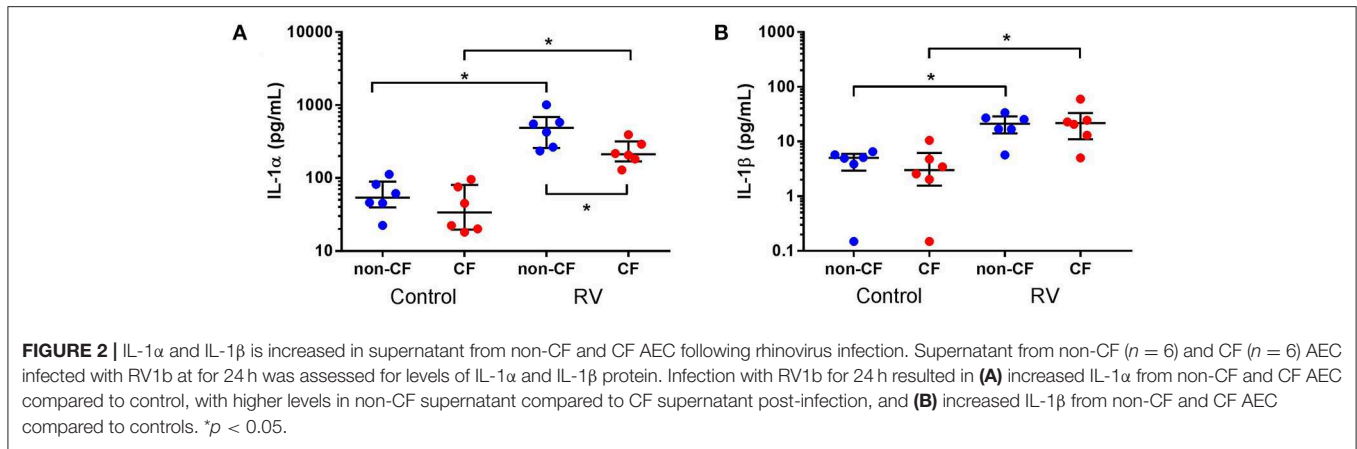 A
B
10000
1000
100
10
IL-1α (pg/mL)
*
*
*
non-CF
CF
non-CF
CF
Control
RV
1000
100
10
1
0.1
IL-1β (pg/mL)
*
*
non-CF
CF
non-CF
CF
Control
RV
FIGURE 2 | IL-1α and IL-1β is increased in supernatant from non-CF and CF AEC following rhinovirus infection. Supernatant from non-CF (n = 6) and CF (n = 6) AEC
infected with RV1b at for 24 h was assessed for levels of IL-1α and IL-1β protein. Infection with RV1b for 24 h resulted in (A) increased IL-1α from non-CF and CF AEC
compared to control, with higher levels in non-CF supernatant compared to CF supernatant post-infection, and (B) increased IL-1β from non-CF and CF AEC
compared to controls. *p < 0.05.